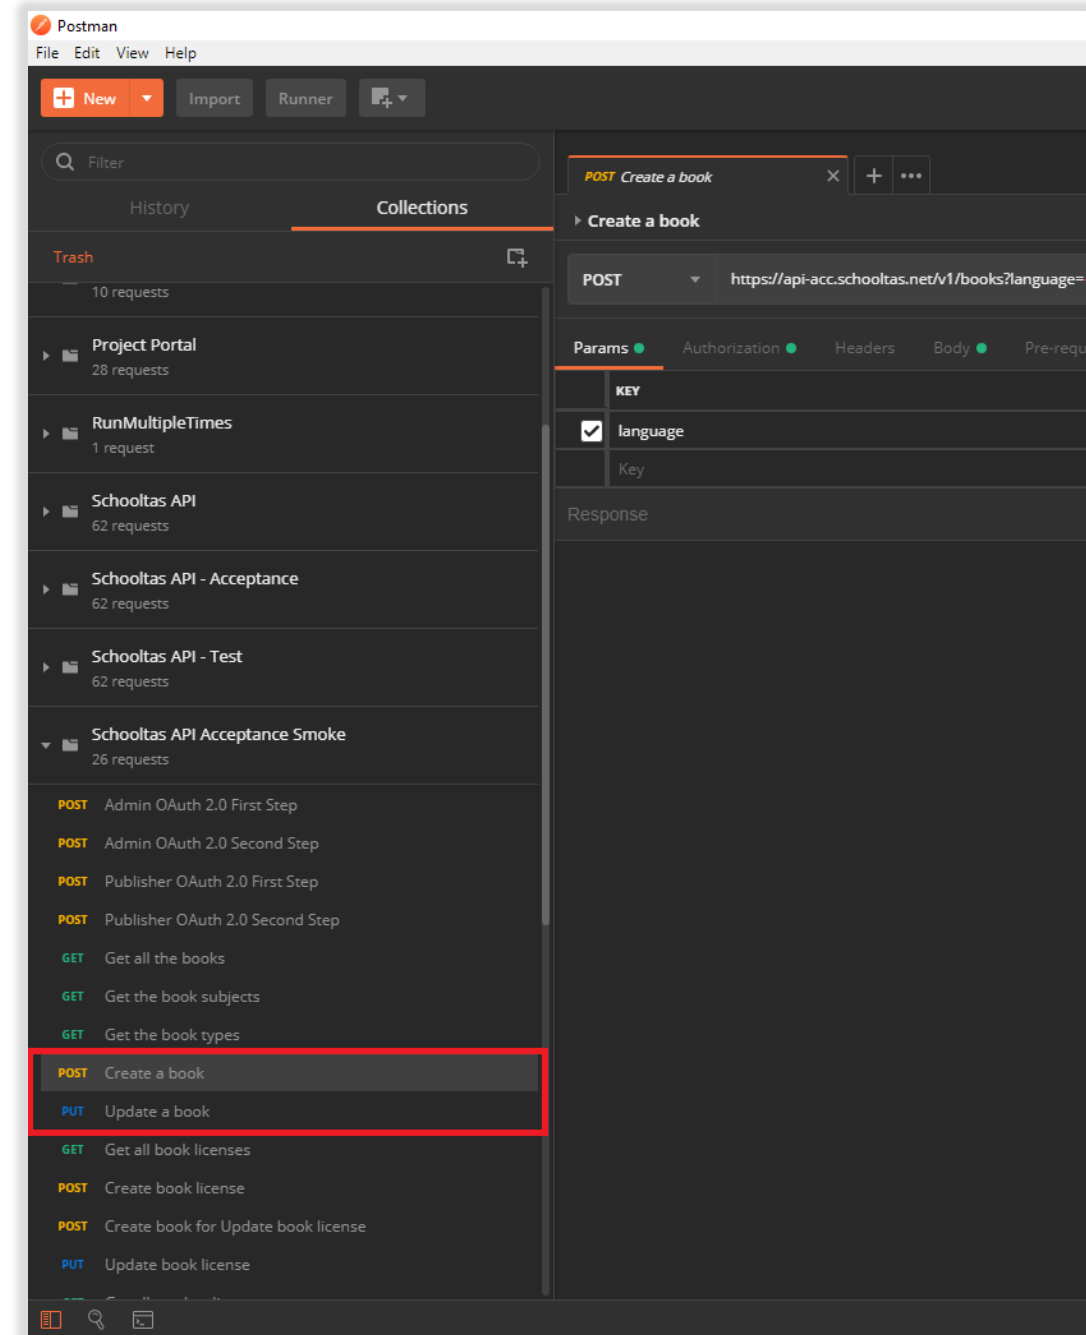 Postman
File Edit View Help
New Import Runner
Filter
History Collections
Trash
10 requests
Project Portal
28 requests
RunMultipleTimes
1 request
Schooltas API
62 requests
Schooltas API - Acceptance
62 requests
Schooltas API - Test
62 requests
Schooltas API Acceptance Smoke
26 requests
POST Admin OAuth 2.0 First Step
POST Admin OAuth 2.0 Second Step
POST Publisher OAuth 2.0 First Step
POST Publisher OAuth 2.0 Second Step
GET Get all the books
GET Get the book subjects
GET Get the book types
POST Create a book
PUT Update a book
GET Get all book licenses
POST Create book license
POST Create book for Update book license
PUT Update book license
POST Create a book
Create a book
POST https://api-acc.schooltas.net/v1/books?language=
Params Authorization Headers Body Pre-requ
KEY
language
Key
Response